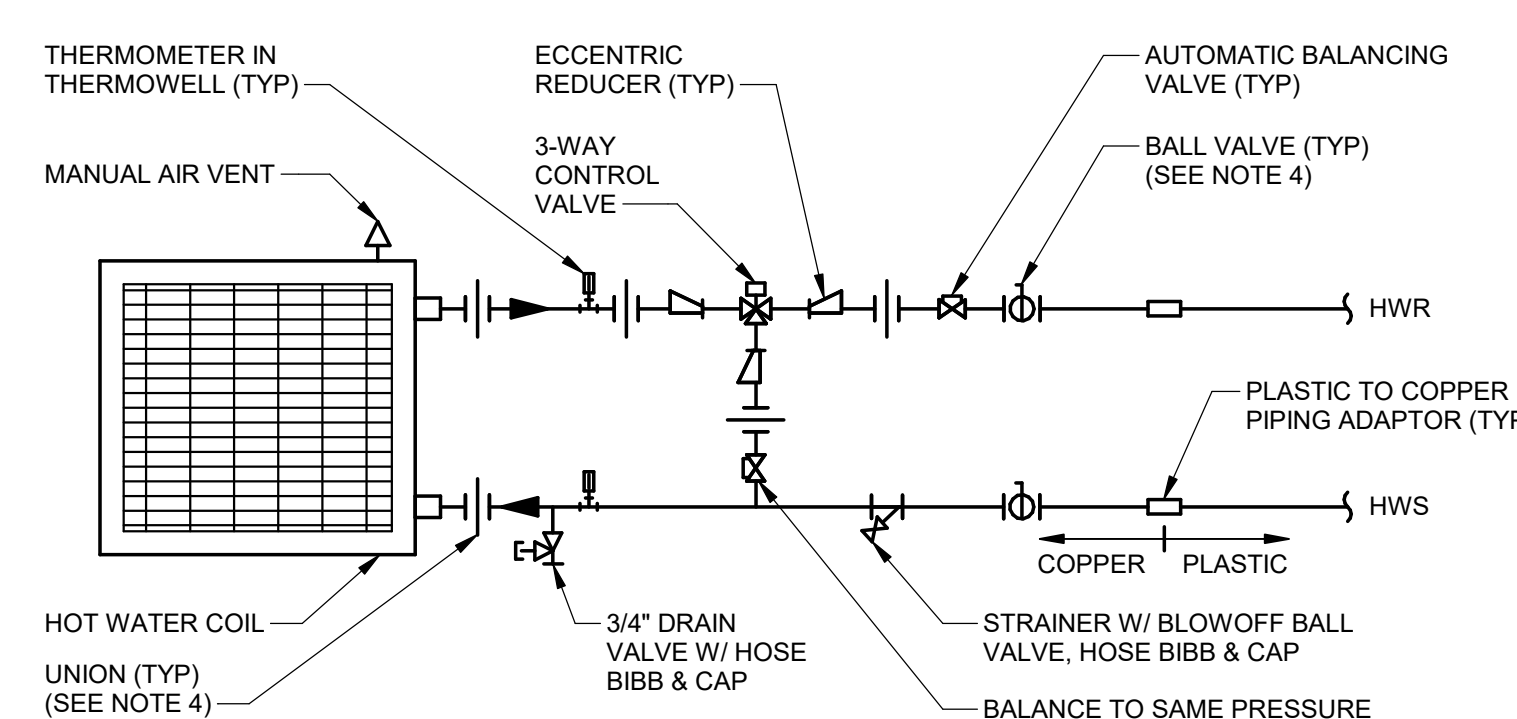 THERMOMETER IN
THERMOWELL (TYP)
ECCENTRIC
REDUCER (TYP)
AUTOMATIC BALANCING
VALVE (TYP)
MANUAL AIR VENT
3-WAY
CONTROL
VALVE
BALL VALVE (TYP)
(SEE NOTE 4)
HWR
PLASTIC TO COPPER
PIPING ADAPTOR (TYP
HWS
COPPER
PLASTIC
HOT WATER COIL
UNION (TYP)
(SEE NOTE 4)
3/4" DRAIN
VALVE W/ HOSE
BIBB & CAP
STRAINER W/ BLOWOFF BALL
VALVE, HOSE BIBB & CAP
BALANCE TO SAME PRESSURE